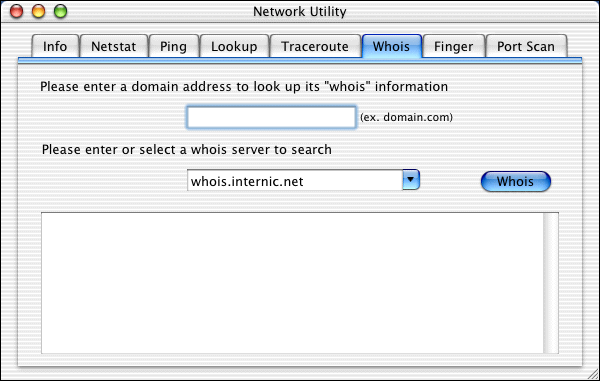 Network Utility
Info Netstat Ping Lookup Traceroute Whois Finger Port Scan
Please enter a domain address to look up its "whois" information
(ex. domain.com)
Please enter or select a whois server to search
whois.internic.net Whois